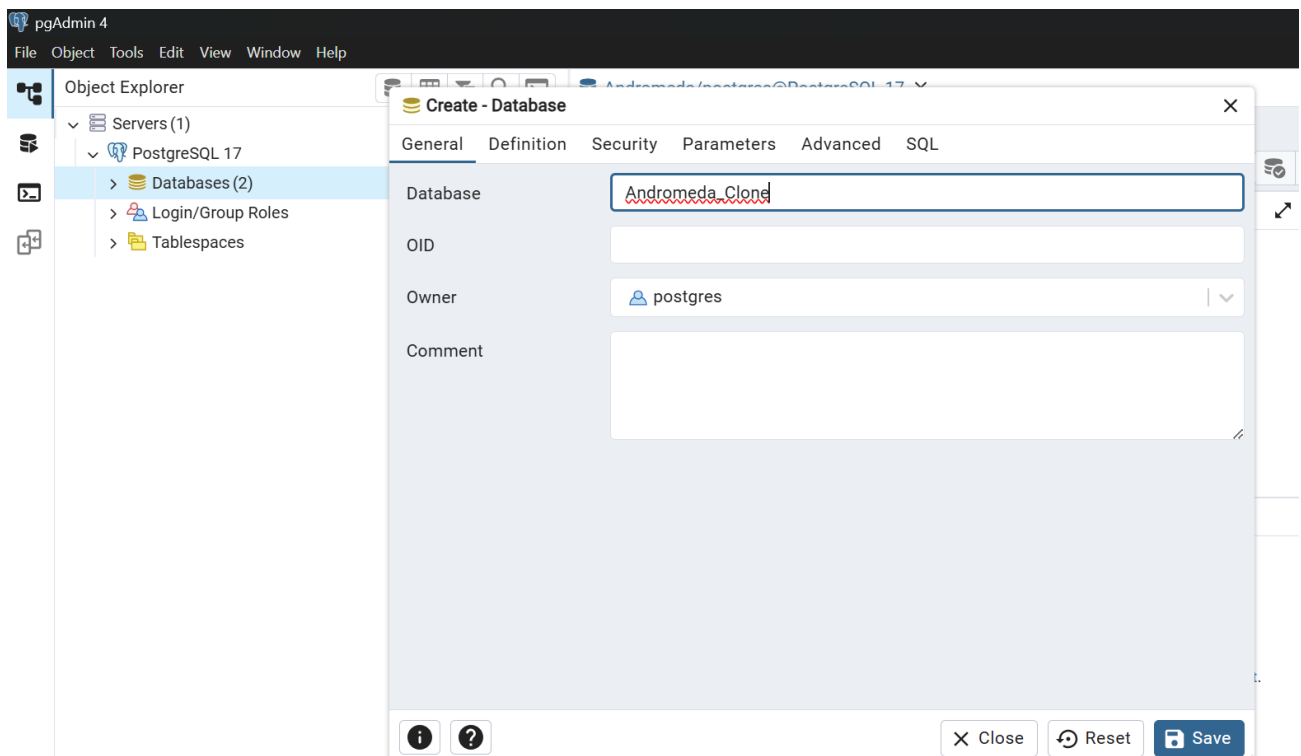 pgAdmin 4
File Object Tools Edit View Window Help
Object Explorer
Servers (1)
PostgreSQL 17
Databases (2)
Login/Group Roles
Tablespaces
Create - Database
General Definition Security Parameters Advanced SQL
Database Andromeda_Clone
OID
Owner postgres
Comment
Close Reset Save